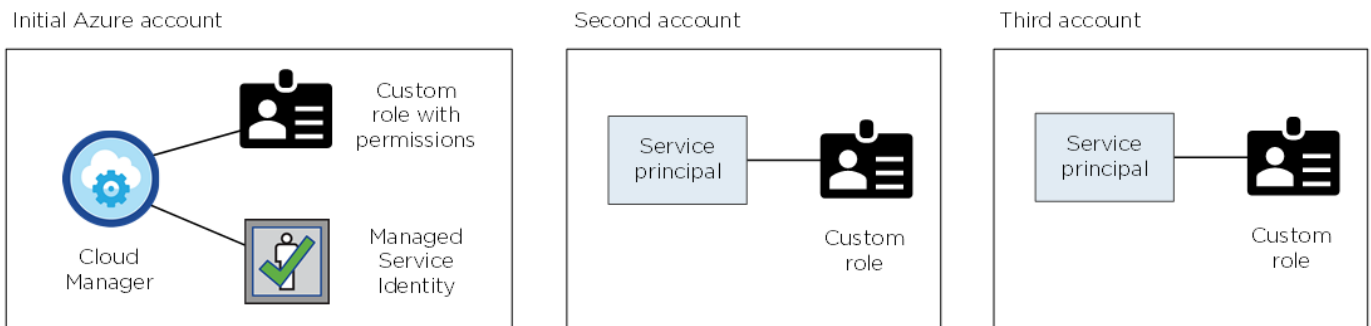 Initial Azure account
Custom
role with
permissions
Cloud
Manager
Managed
Service
Identity
Second account
Service
principal
Custom
role
Third account
Service
principal
Custom
role